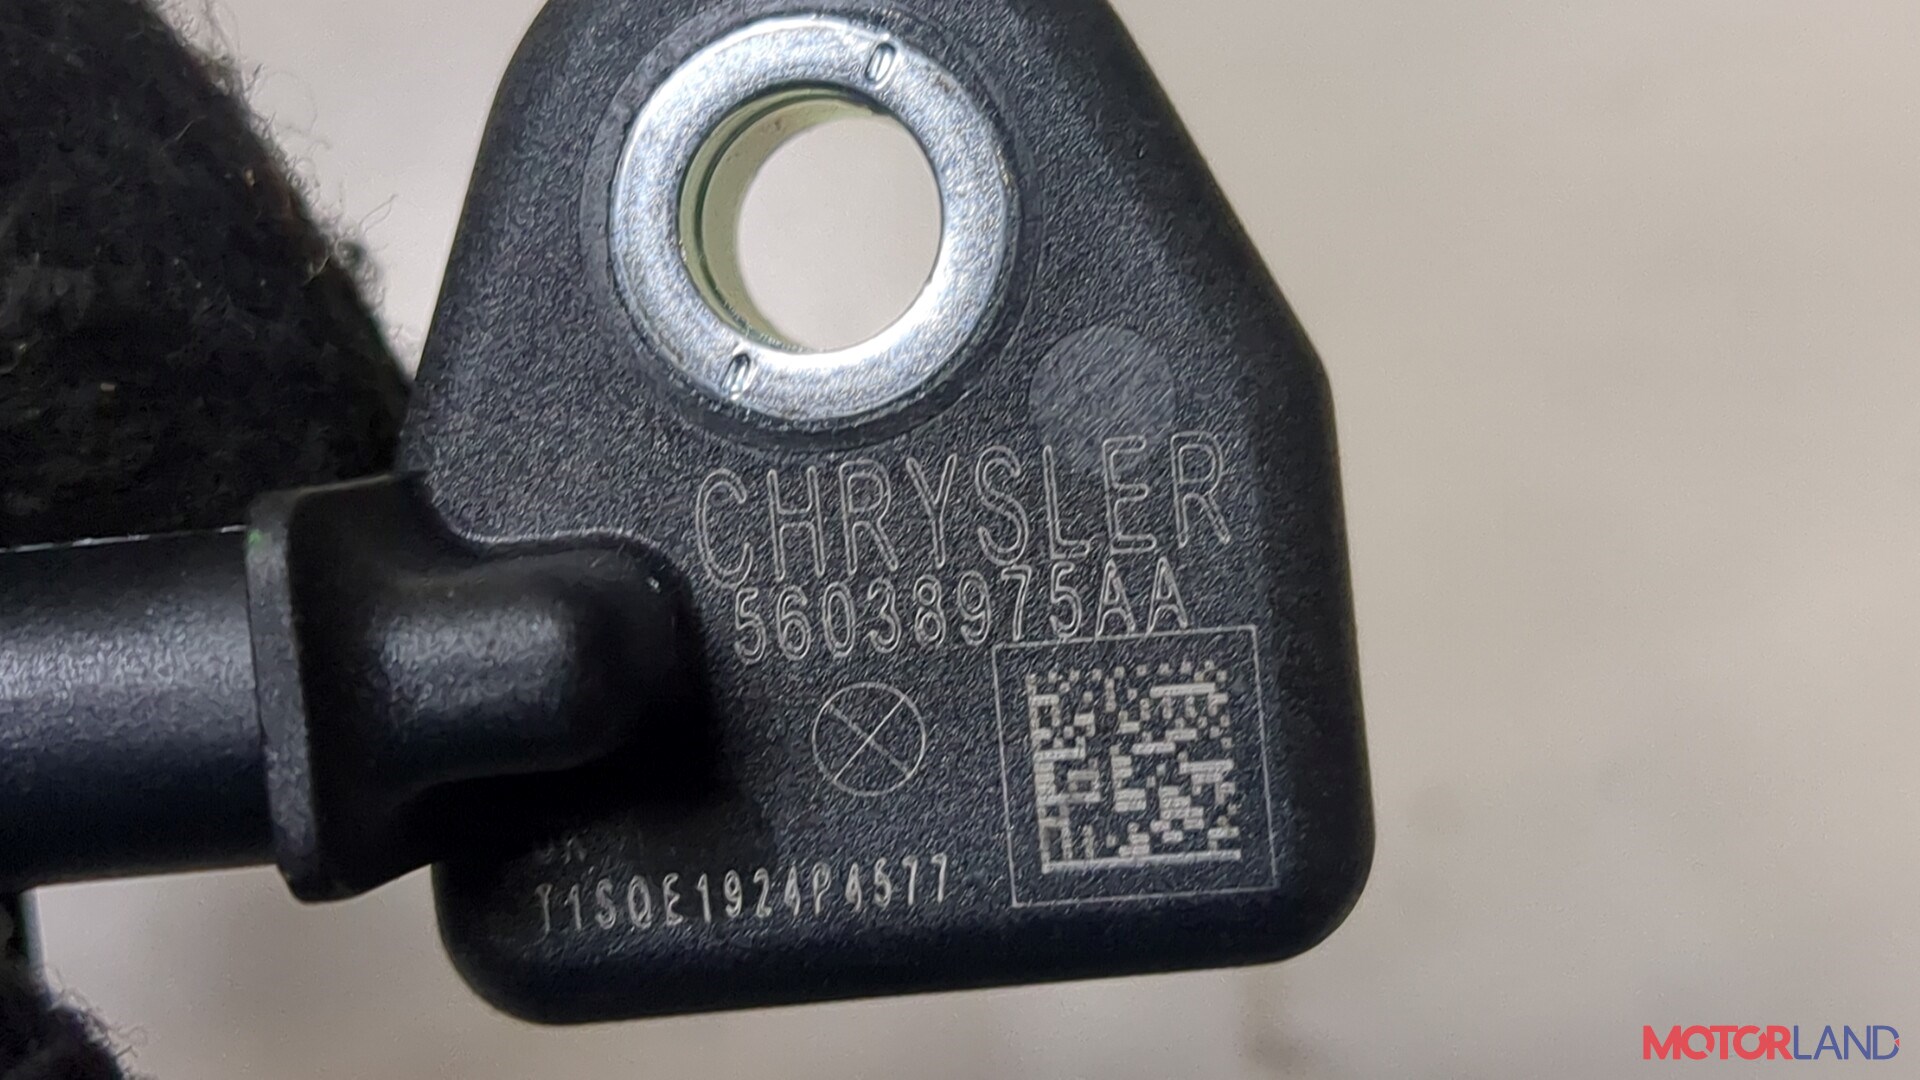 CHRYSLER
56038975AA
T1SQE1924P4577
MOTORLAND